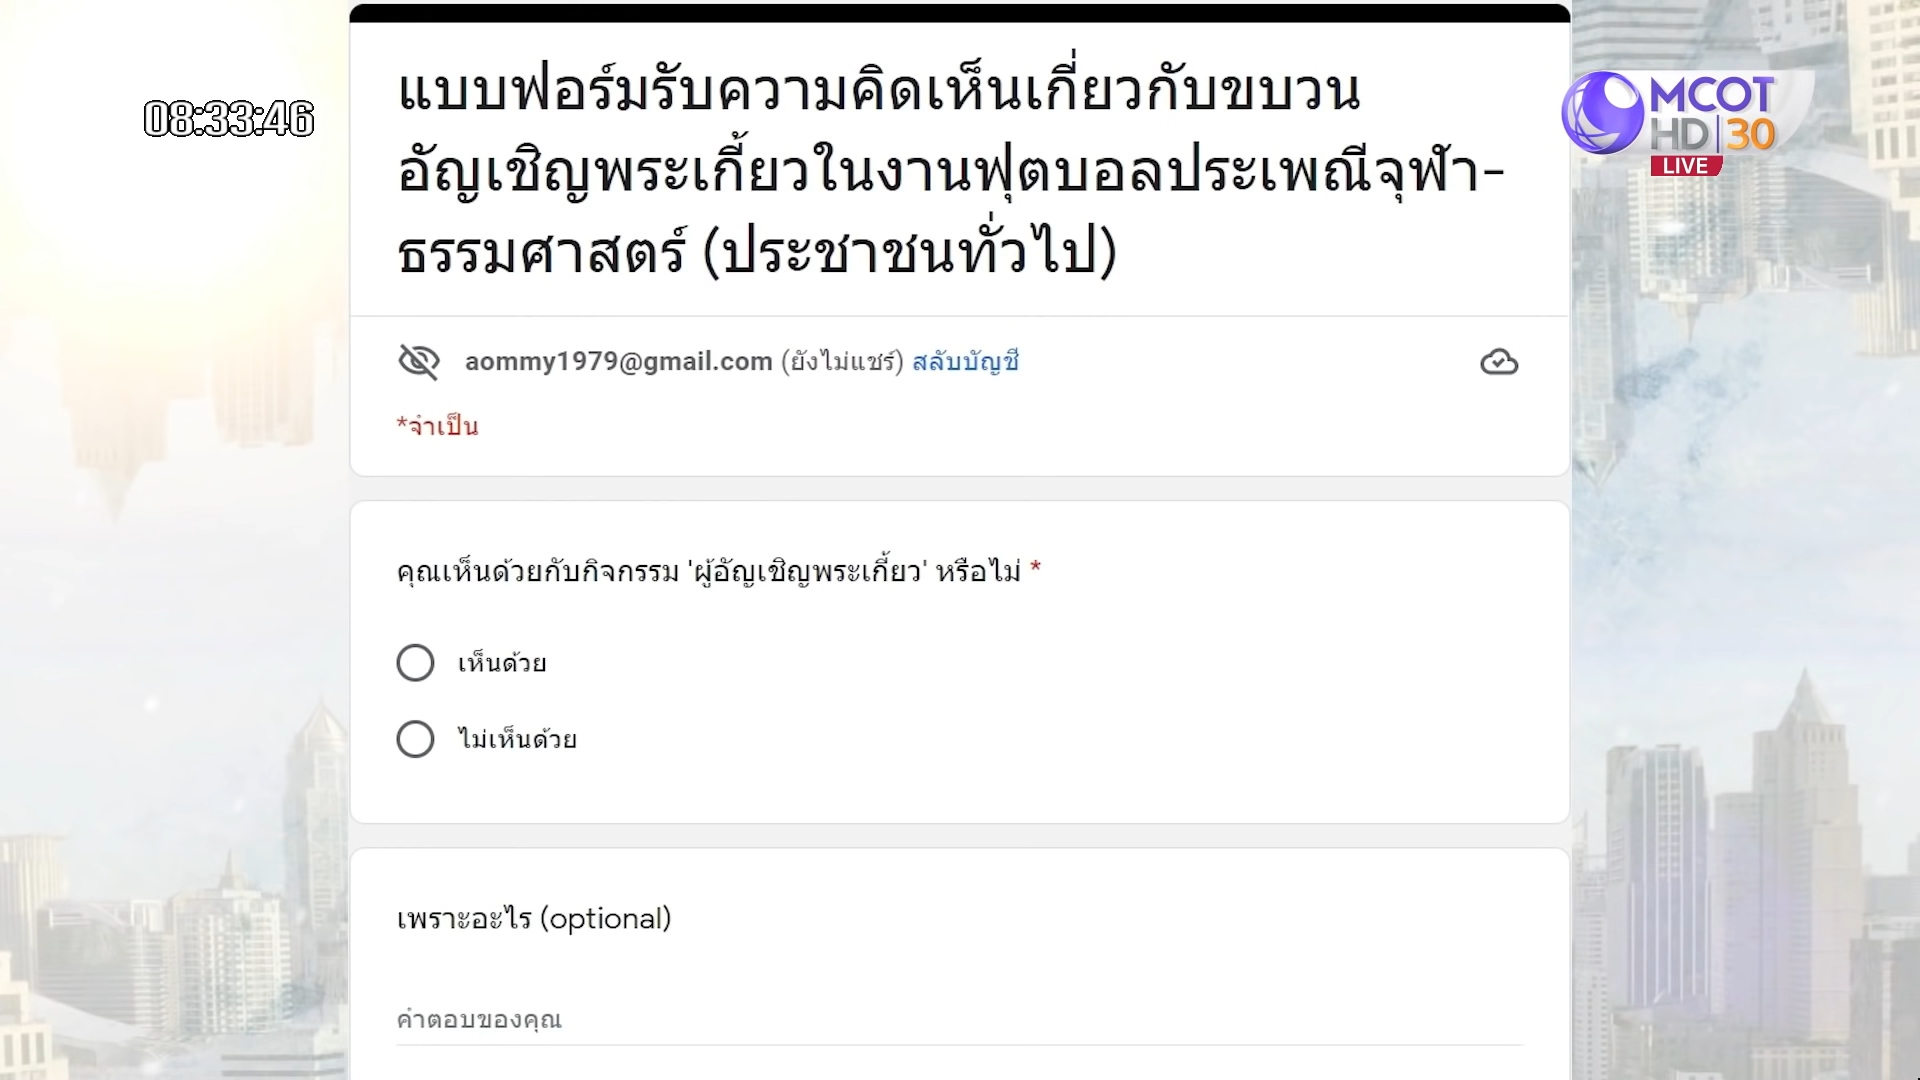 08:33:46
MCOT
HD 30
LIVE
แบบฟอร์มรับความคิดเห็นเกี่ยวกับขบวน
อัญเชิญพระเกี้ยวในงานฟุตบอลประเพณีจุฬา-
ธรรมศาสตร์ (ประชาชนทั่วไป)
aommy1979@gmail.com (ยังไม่แชร์) สลับบัญชี
*จำเป็น
คุณเห็นด้วยกับกิจกรรม 'ผู้อัญเชิญพระเกี้ยว' หรือไม่ *
เห็นด้วย
ไม่เห็นด้วย
เพราะอะไร (optional)
คำตอบของคุณ